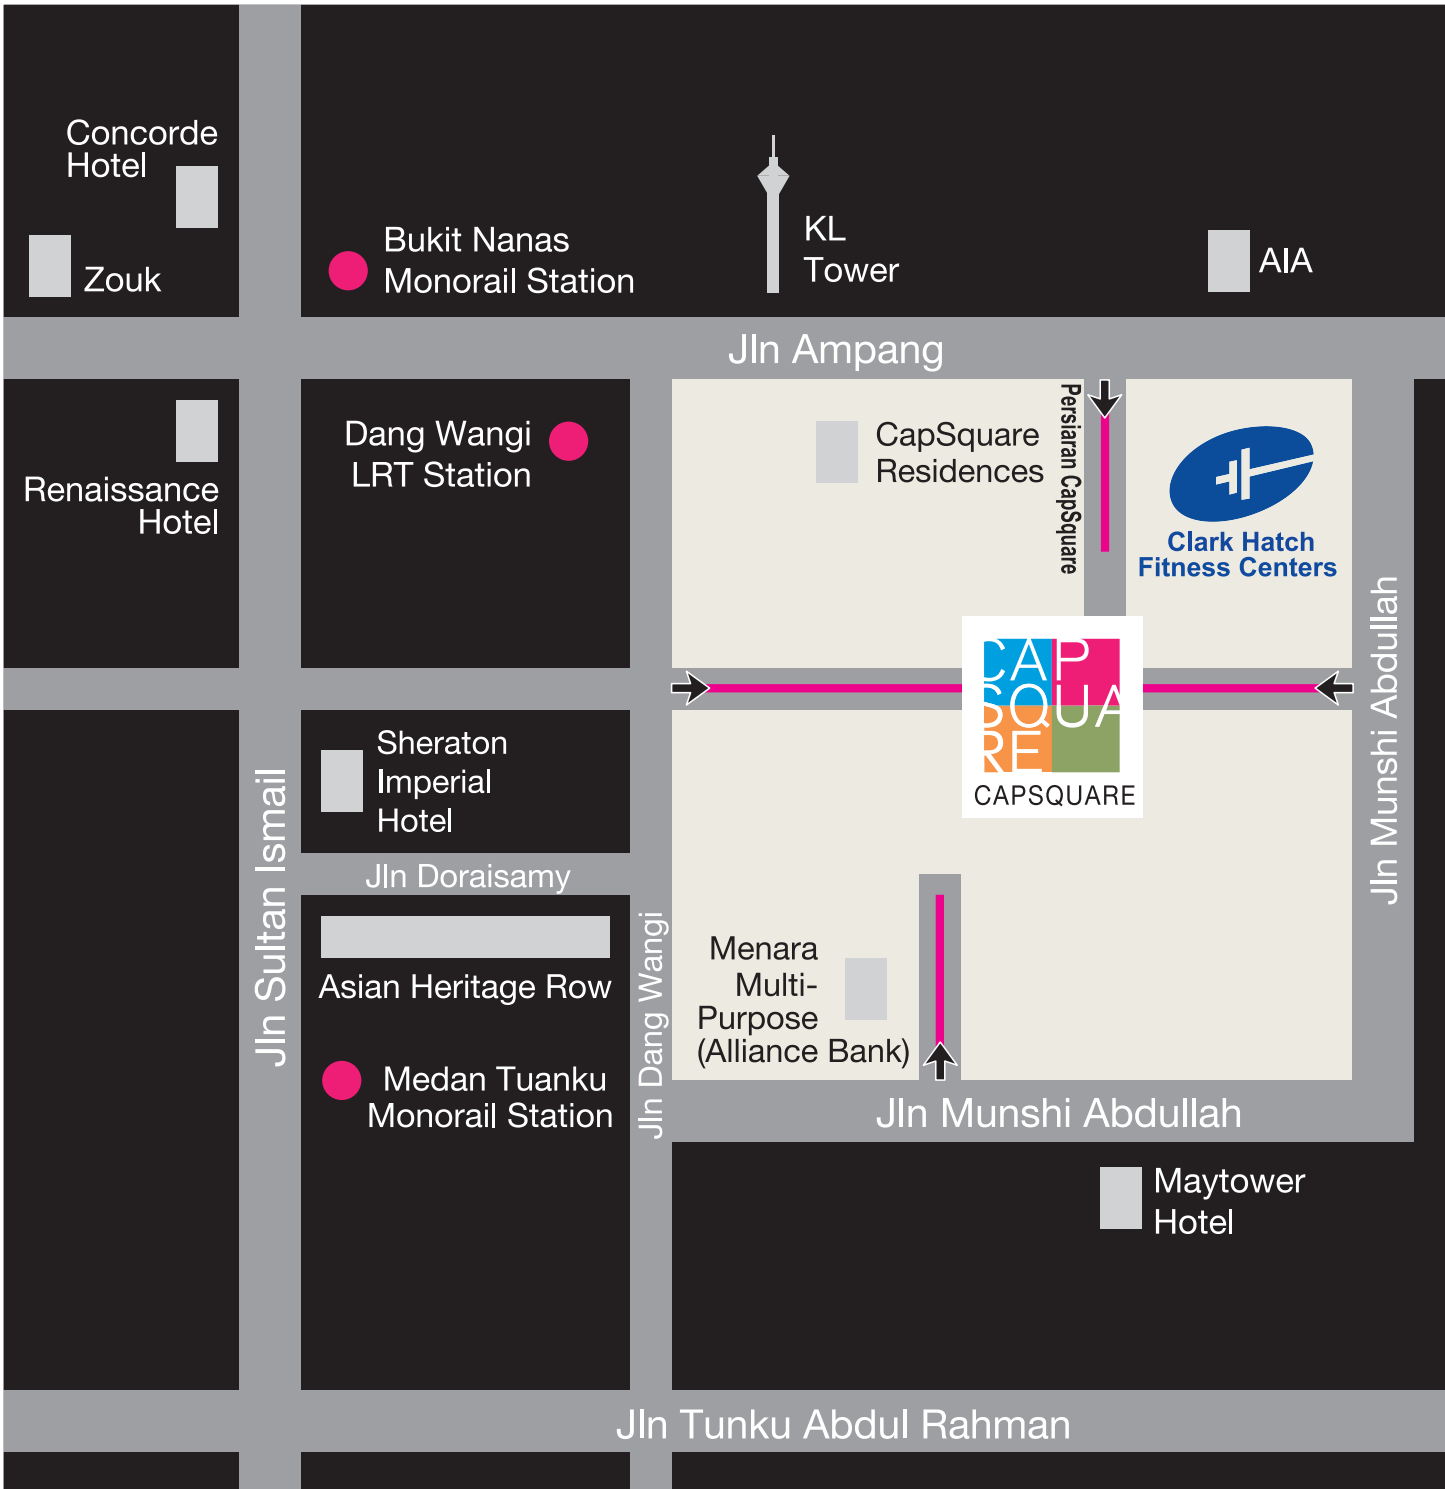 Concorde
Hotel
Zouk
Bukit Nanas
Monorail Station
KL
Tower
AIA
Jln Ampang
Renaissance
Hotel
Dang Wangi
LRT Station
CapSquare
Residences
Persiaran CapSquare
Clark Hatch
Fitness Centers
CAP
SQUA
RE
CAPSQUARE
Jln Munshi Abdullah
Sheraton
Imperial
Hotel
Jln Sultan Ismail
Jln Doraisamy
Asian Heritage Row
Jln Dang Wangi
Menara
Multi-
Purpose
(Alliance Bank)
Medan Tuanku
Monorail Station
Jln Munshi Abdullah
Maytower
Hotel
Jln Tunku Abdul Rahman